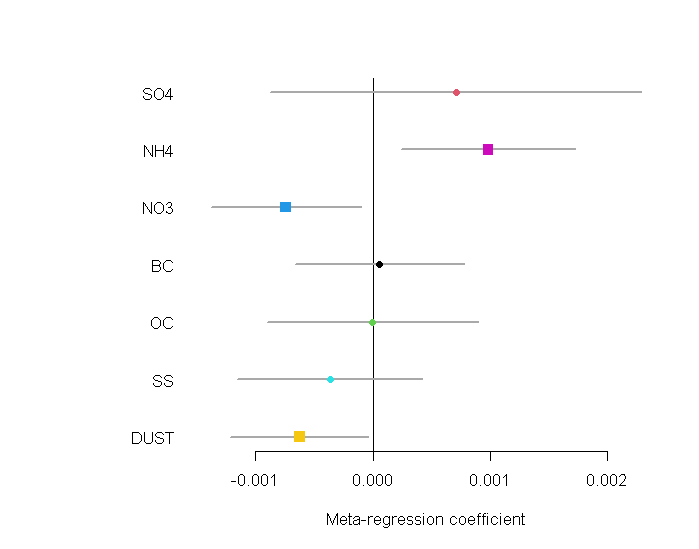 SO4
NH4
NO3
BC
OC
SS
DUST
-0.001 0.000 0.001 0.002
Meta-regression coefficient